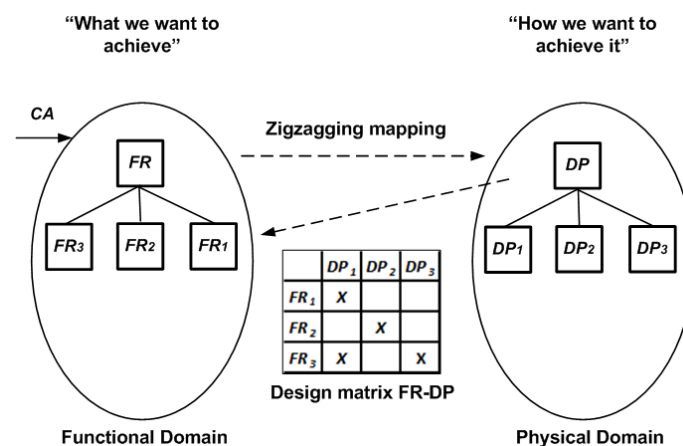 “What we want to
achieve”
“How we want to
achieve it”
CA
Zigzagging mapping
FR
DP
FR3 FR2 FR1
DP1 DP2 DP3
DP1 DP2 DP3
FR1 X
FR2 X
FR3 X X
Design matrix FR-DP
Functional Domain
Physical Domain